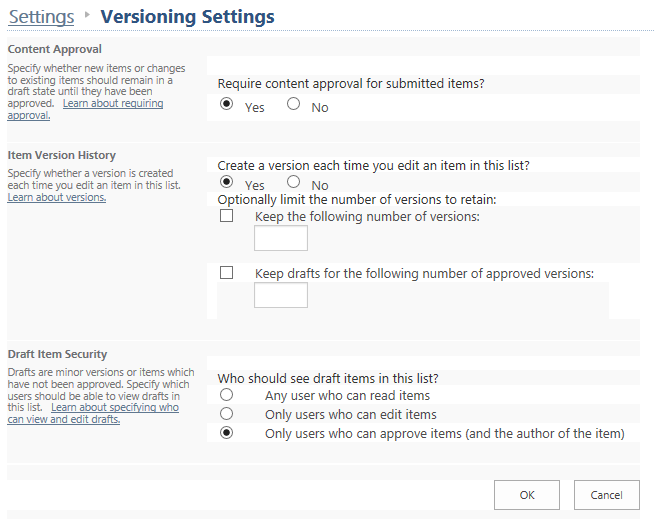 Settings ▸ Versioning Settings
Content Approval
Specify whether new items or changes
to existing items should remain in a
draft state until they have been
approved. Learn about requiring
approval.
Require content approval for submitted items?
Yes No
Item Version History
Specify whether a version is created
each time you edit an item in this list.
Learn about versions.
Create a version each time you edit an item in this list?
Yes No
Optionally limit the number of versions to retain:
Keep the following number of versions:
Keep drafts for the following number of approved versions:
Draft Item Security
Drafts are minor versions or items which
have not been approved. Specify which
users should be able to view drafts in
this list. Learn about specifying who
can view and edit drafts.
Who should see draft items in this list?
Any user who can read items
Only users who can edit items
Only users who can approve items (and the author of the item)
OK Cancel